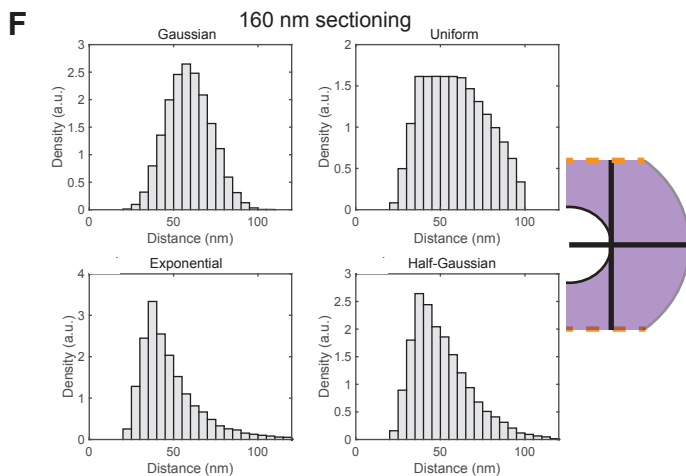 F
160 nm sectioning
Gaussian
3
2.5
2
1.5
1
0.5
0
0 50 100
Density (a.u.)
Distance (nm)
Uniform
2
1.5
1
0.5
0
0 50 100
Density (a.u.)
Distance (nm)
Exponential
4
3
2
1
0
0 50 100
Density (a.u.)
Distance (nm)
Half-Gaussian
3
2.5
2
1.5
1
0.5
0
0 50 100
Density (a.u.)
Distance (nm)